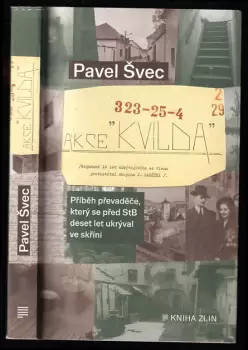 Pavel Švec
323-25-4
2
29
AKCE "KVILDA"
Příběh převaděče,
který se před StB
deset let ukrýval
ve skříni
KNIHA ZLIN
AKCE "KVILDA"
Pavel Švec